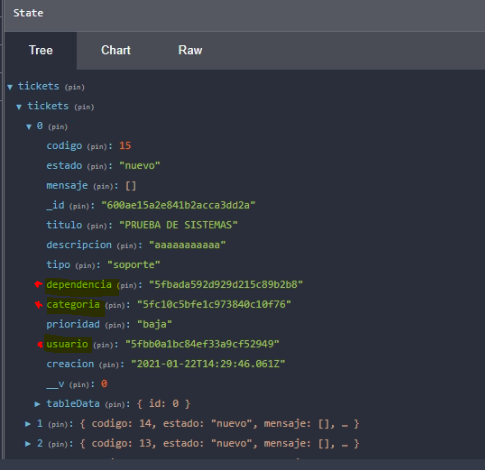 State
Tree Chart Raw
tickets (pin)
tickets (pin)
0 (pin)
codigo (pin): 15
estado (pin): "nuevo"
mensaje (pin): []
_id (pin): "600ae15a2e841b2acca3dd2a"
titulo (pin): "PRUEBA DE SISTEMAS"
descripcion (pin): "aaaaaaaaaaa"
tipo (pin): "soporte"
dependencia (pin): "5fbada592d929d215c89b2b8"
categoria (pin): "5fc10c5bfe1c973840c10f76"
prioridad (pin): "baja"
usuario (pin): "5fbb0a1bc84ef33a9cf52949"
creacion (pin): "2021-01-22T14:29:46.061Z"
__v (pin): 0
tableData (pin): { id: 0 }
1 (pin): { codigo: 14, estado: "nuevo", mensaje: [], … }
2 (pin): { codigo: 13, estado: "nuevo", mensaje: [], … }